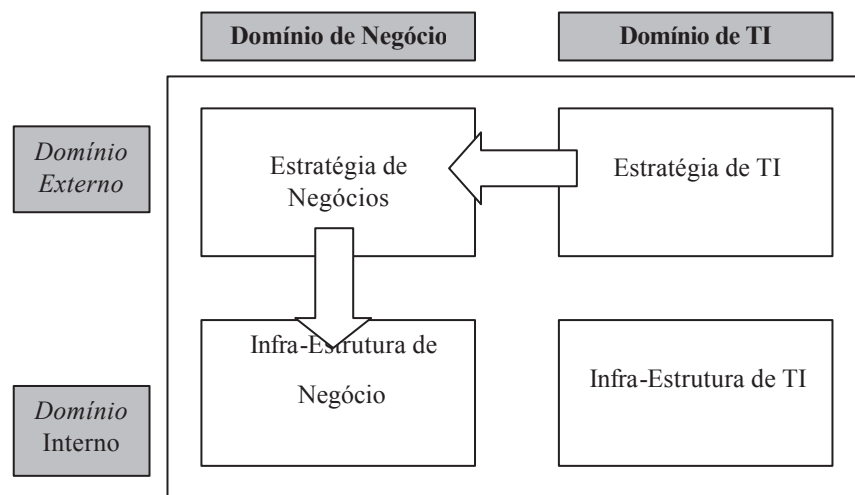 Domínio de Negócio
Domínio de TI
Domínio
Externo
Estratégia de
Negócios
Estratégia de TI
Infra-Estrutura de
Negócio
Infra-Estrutura de TI
Domínio
Interno